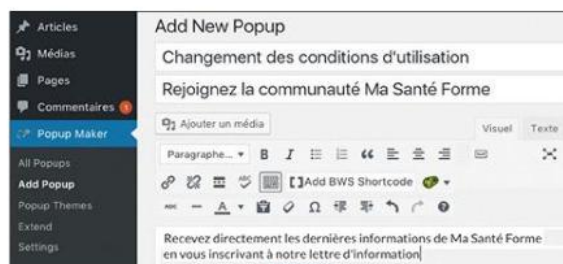 Articles
Médias
Pages
Commentaires 1
Popup Maker
All Popups
Add Popup
Popup Themes
Extend
Settings
Add New Popup
Changement des conditions d'utilisation
Rejoignez la communauté Ma Santé Forme
Ajouter un média
Visuel
Texte
Paragraphe...
B I
Add BWS Shortcode
ABC A Ω
Recevez directement les dernières informations de Ma Santé Forme
en vous inscrivant à notre lettre d'information